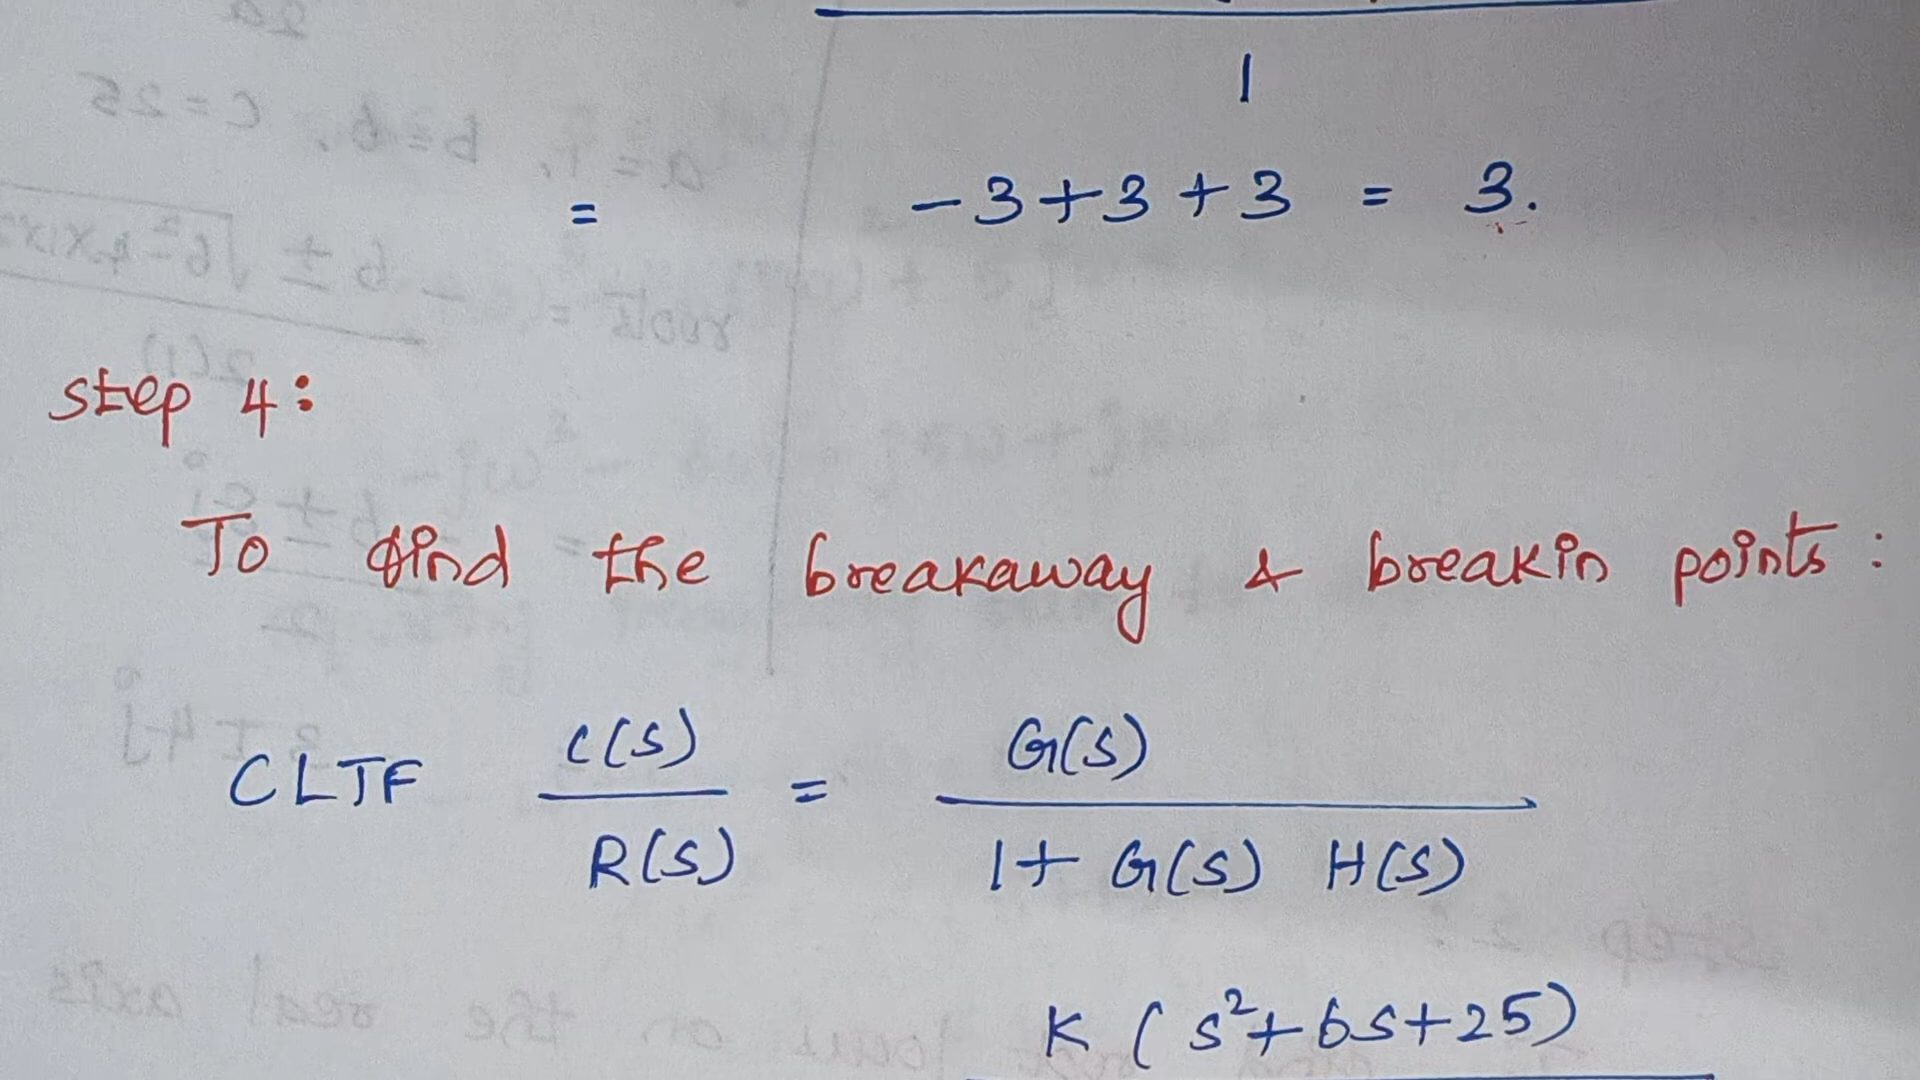 1
= -3+3+3 = 3.
step 4:
To find the breakaway & breakin points:
CLTF C(S)/R(S) = G(S)/1+ G(S) H(S)
K (s²+6s+25)